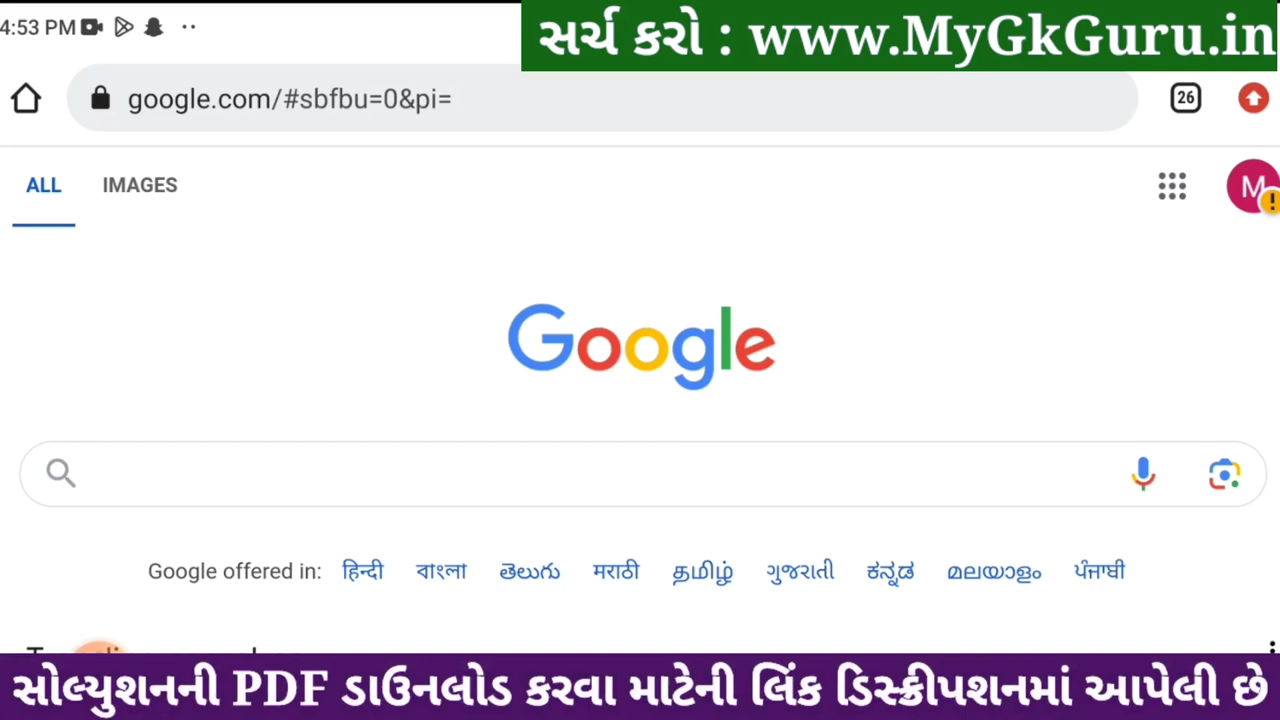 4:53 PM
સર્ચ કરો : www.MyGkGuru.in
google.com/#sbfbu=0&pi=
26
ALL IMAGES
M
Google
Google offered in: हिन्दी বাংলা తెలుగు मराठी தமிழ் ગુજરાતી ಕನ್ನಡ മലയാളം ਪੰਜਾਬੀ
સોલ્યુશનની PDF ડાઉનલોડ કરવા માટેની લિંક ડિસ્ક્રીપશનમાં આપેલી છે